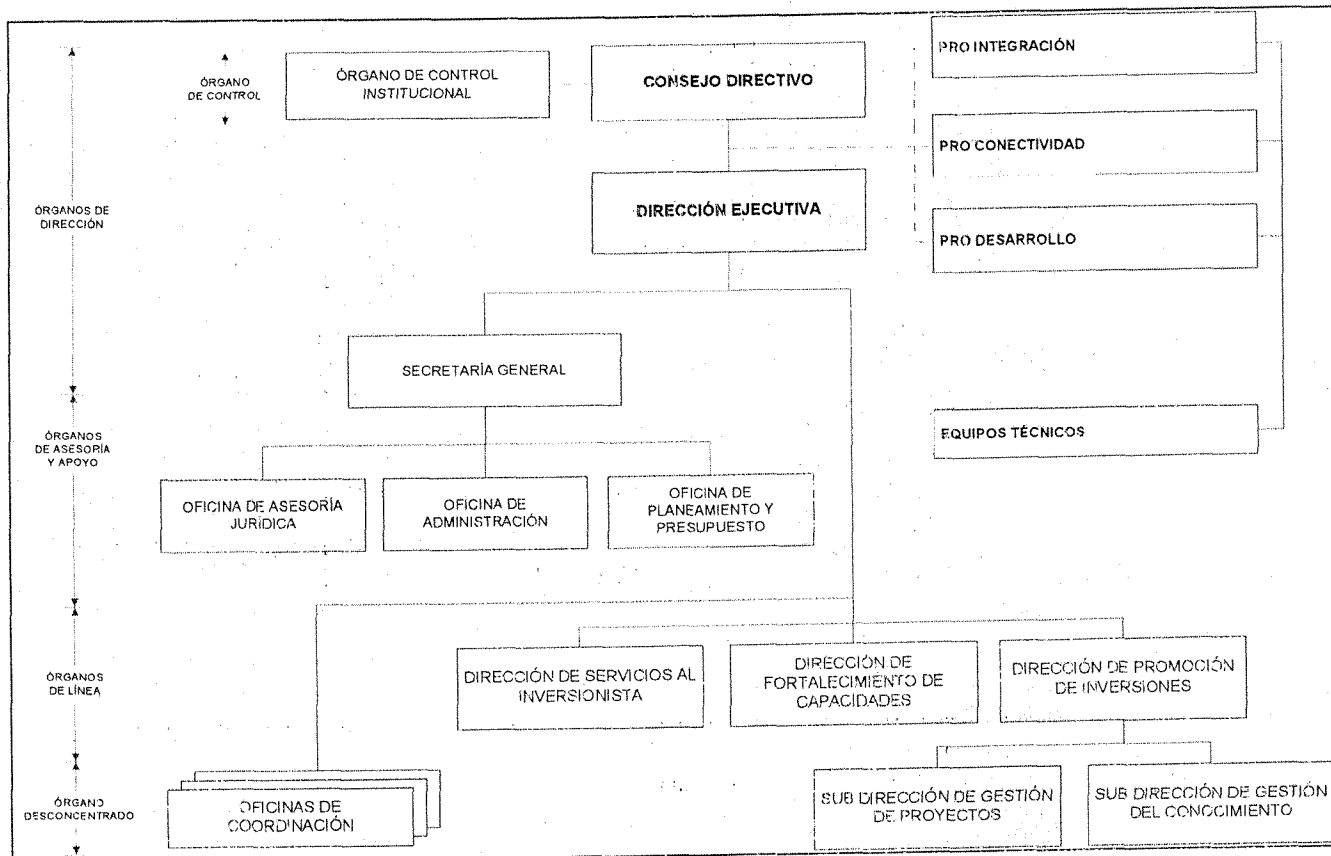 ÓRGANO
DE CONTROL
ÓRGANO DE CONTROL
INSTITUCIONAL
CONSEJO DIRECTIVO
PRO INTEGRACIÓN
PRO CONECTIVIDAD
ÓRGANOS DE
DIRECCIÓN
DIRECCIÓN EJECUTIVA
PRO DESARROLLO
SECRETARÍA GENERAL
ÓRGANOS
DE ASESORÍA
Y APOYO
EQUIPOS TÉCNICOS
OFICINA DE ASESORÍA
JURÍDICA
OFICINA DE
ADMINISTRACIÓN
OFICINA DE
PLANEAMIENTO Y
PRESUPUESTO
ÓRGANOS
DE LÍNEA
DIRECCIÓN DE SERVICIOS AL
INVERSIONISTA
DIRECCIÓN DE
FORTALECIMIENTO DE
CAPACIDADES
DIRECCIÓN DE PROMOCIÓN
DE INVERSIONES
ÓRGANO
DESCONCENTRADO
OFICINAS DE
COORDINACIÓN
SUB DIRECCIÓN DE GESTIÓN
DE PROYECTOS
SUB DIRECCIÓN DE GESTIÓN
DEL CONOCIMIENTO